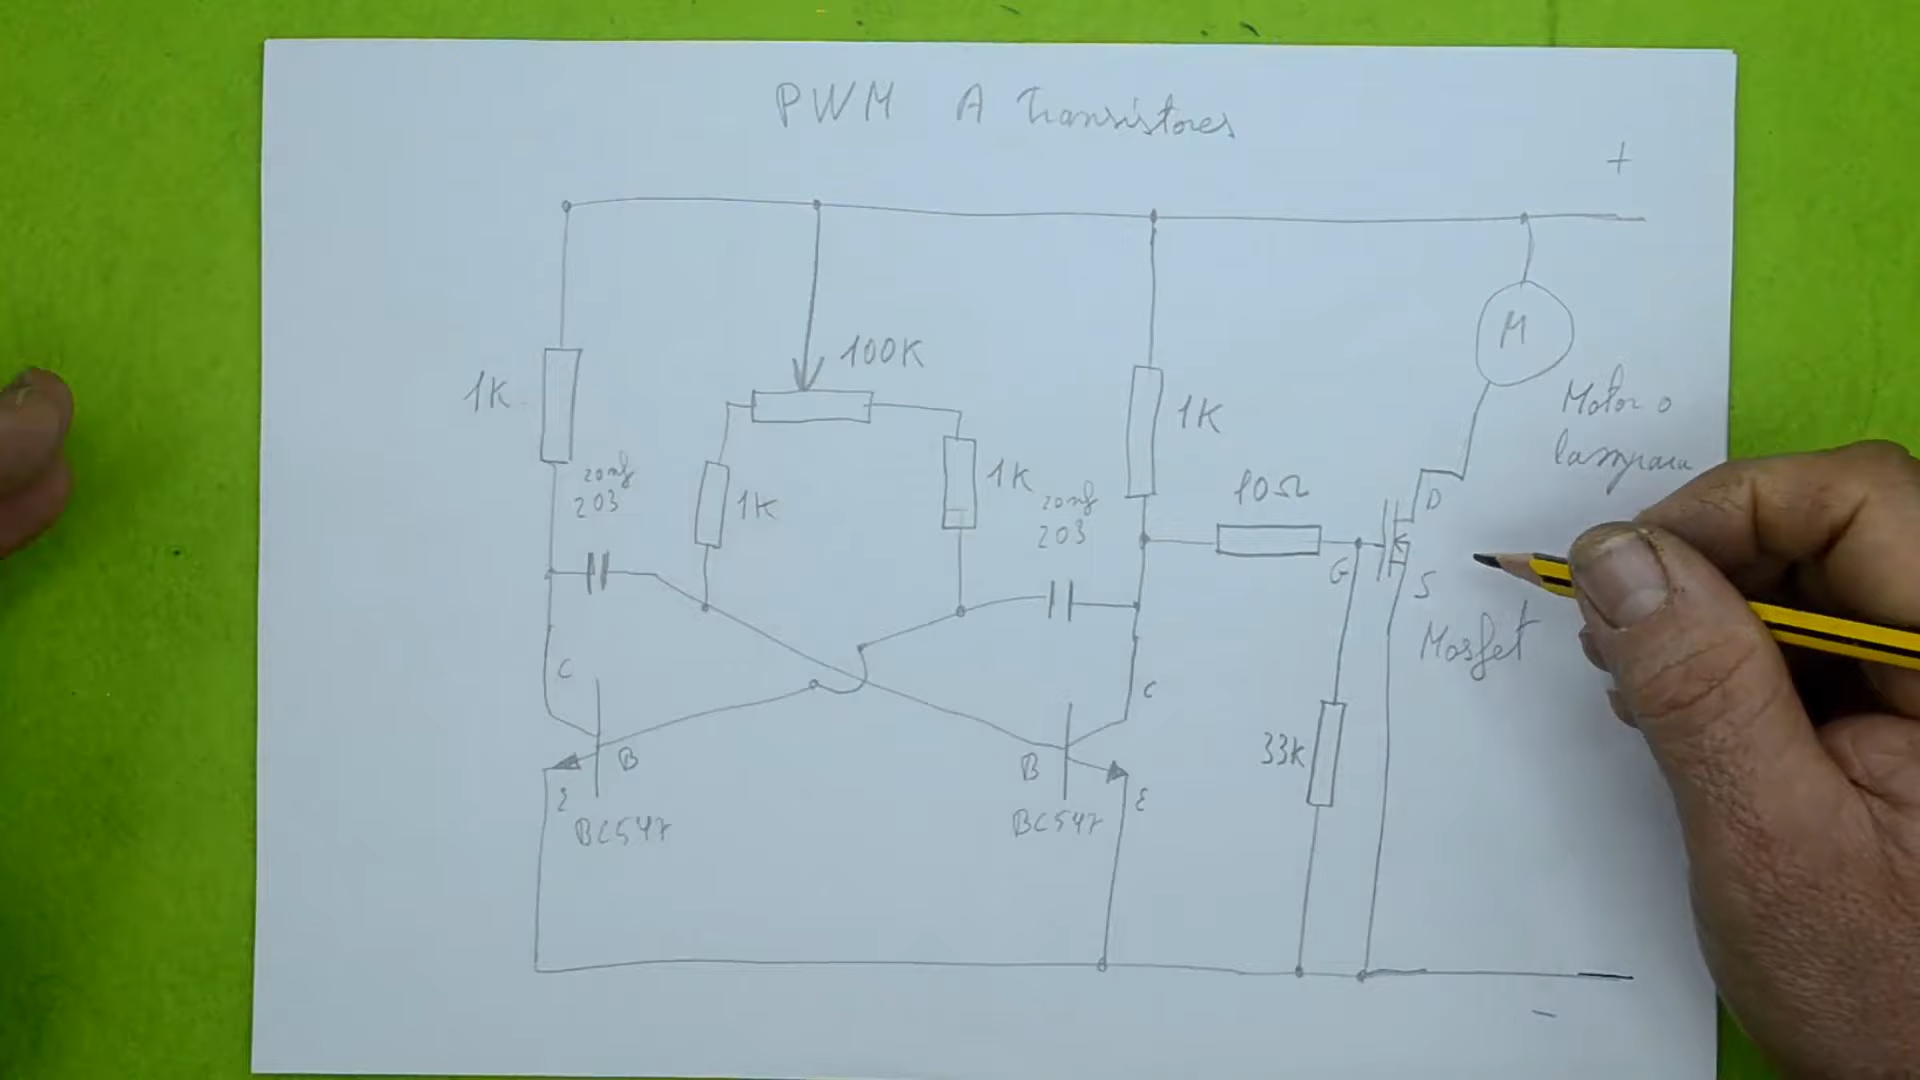 PWM A Transistores
+
100K
1K
1K
M
Motor o
lampara
20nf
203
1K
1K
20nf
203
10Ω
D
G
S
Mosfet
C
C
33K
B
B
E
E
BC547
BC547
-